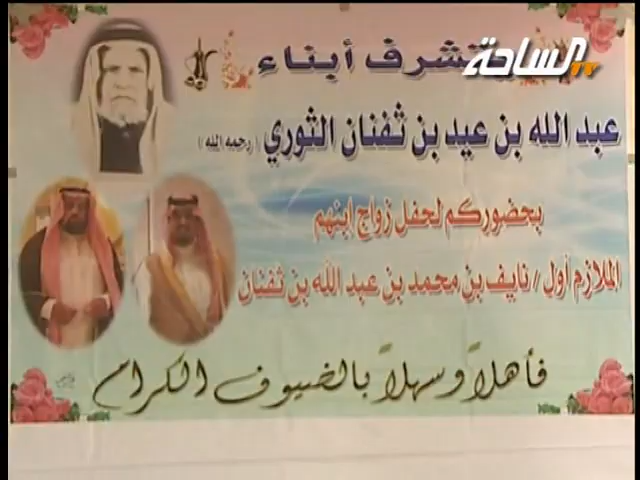 الساحة
تتشرف أبناء
عبد الله بن عيد بن ثفنان الثوري (رحمه الله)
بحضوركم لحفل زواج ابنهم
الملازم أول / نايف بن محمد بن عبد الله بن ثفنان
فأهلاً وسهلاً بالضيوف الكرام